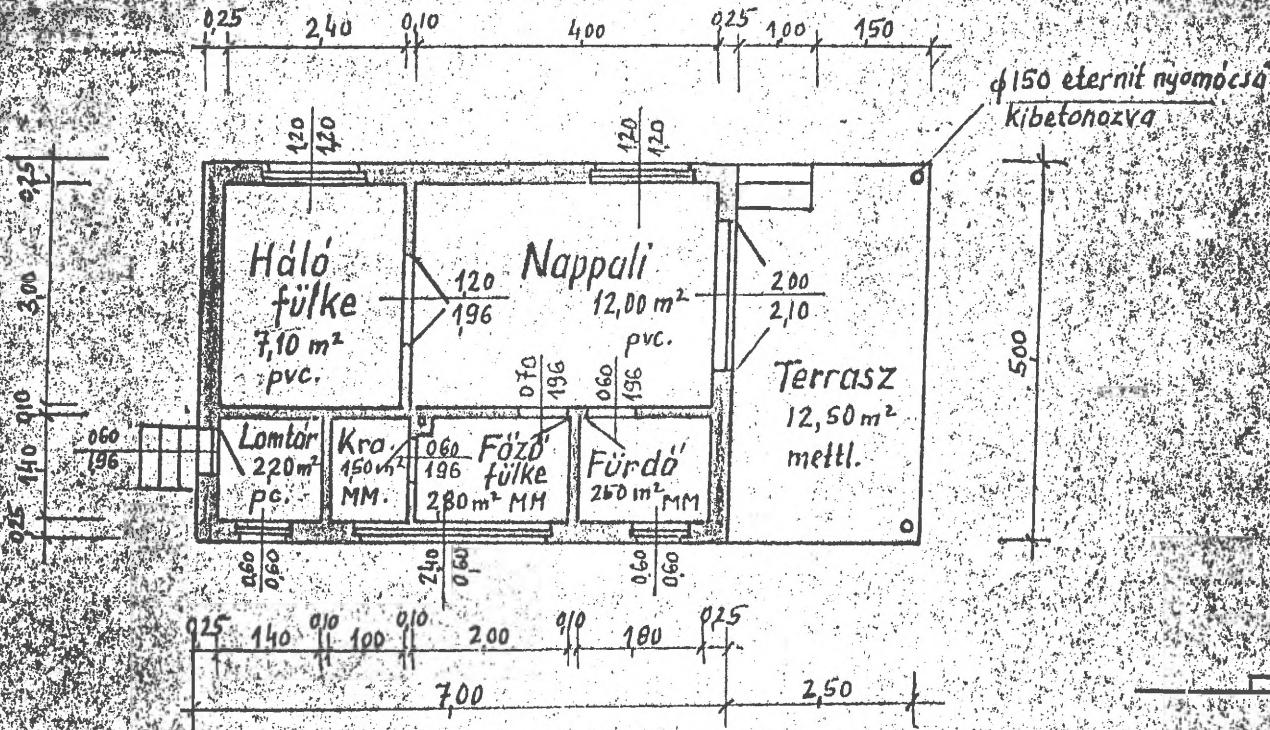 0,25 2,40 0,10 4,00 0,25 1,00 1,50
ø150 eternit nyomócső
kibetonozva
1,20
1,20
1,20
1,20
0,25
3,00
0,10
1,40
0,25
Háló
fülke
7,10 m²
pvc.
1,20
1,96
Nappali
12,00 m²
pvc.
2,00
2,10
Terrasz
12,50 m²
mettl.
5,00
0,70
1,96
0,60
1,96
0,60
1,96
Lomtár
2,20 m²
pc.
Kra.
1,50 m²
MM.
0,60
1,96
Főző
fülke
2,80 m² MM
Fürdő
2,50 m² MM
0,60
0,60
2,40
0,60
0,60
0,60
0,25 1,40 0,10 1,00 0,10 2,00 0,10 1,80 0,25
7,00 2,50